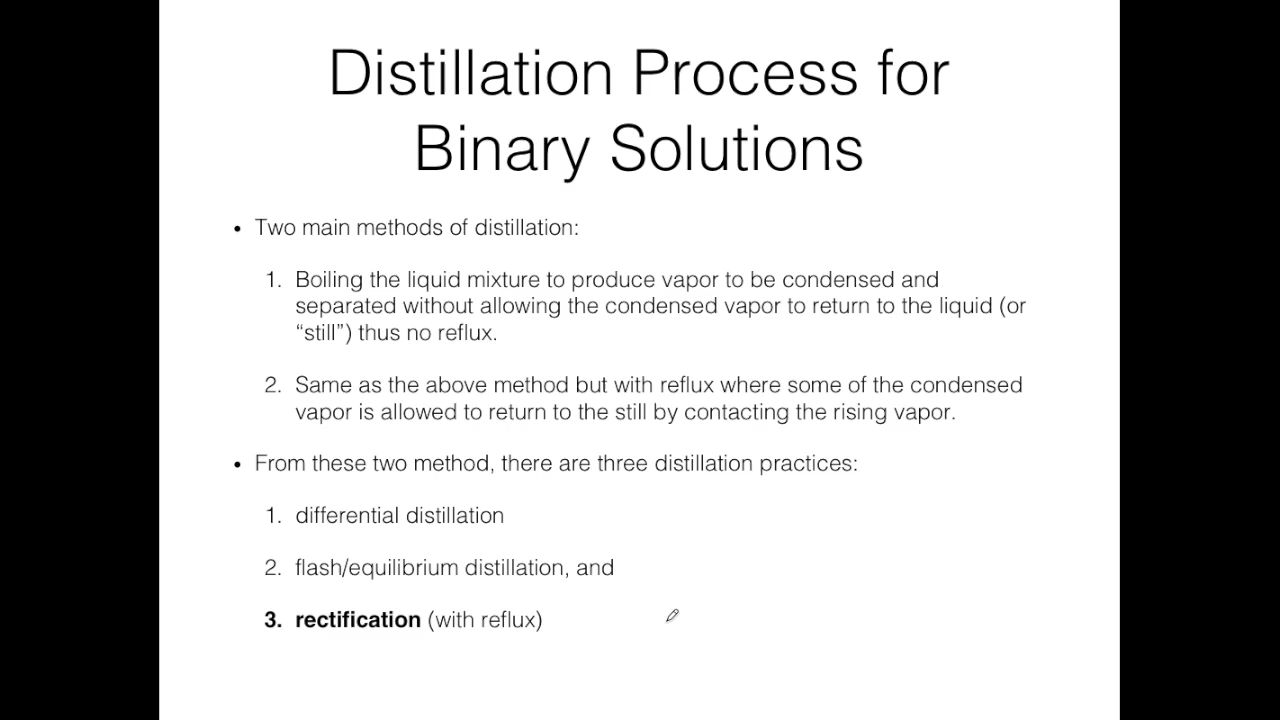 Distillation Process for
Binary Solutions
• Two main methods of distillation:
1. Boiling the liquid mixture to produce vapor to be condensed and
separated without allowing the condensed vapor to return to the liquid (or
“still”) thus no reflux.
2. Same as the above method but with reflux where some of the condensed
vapor is allowed to return to the still by contacting the rising vapor.
• From these two method, there are three distillation practices:
1. differential distillation
2. flash/equilibrium distillation, and
3. rectification (with reflux)